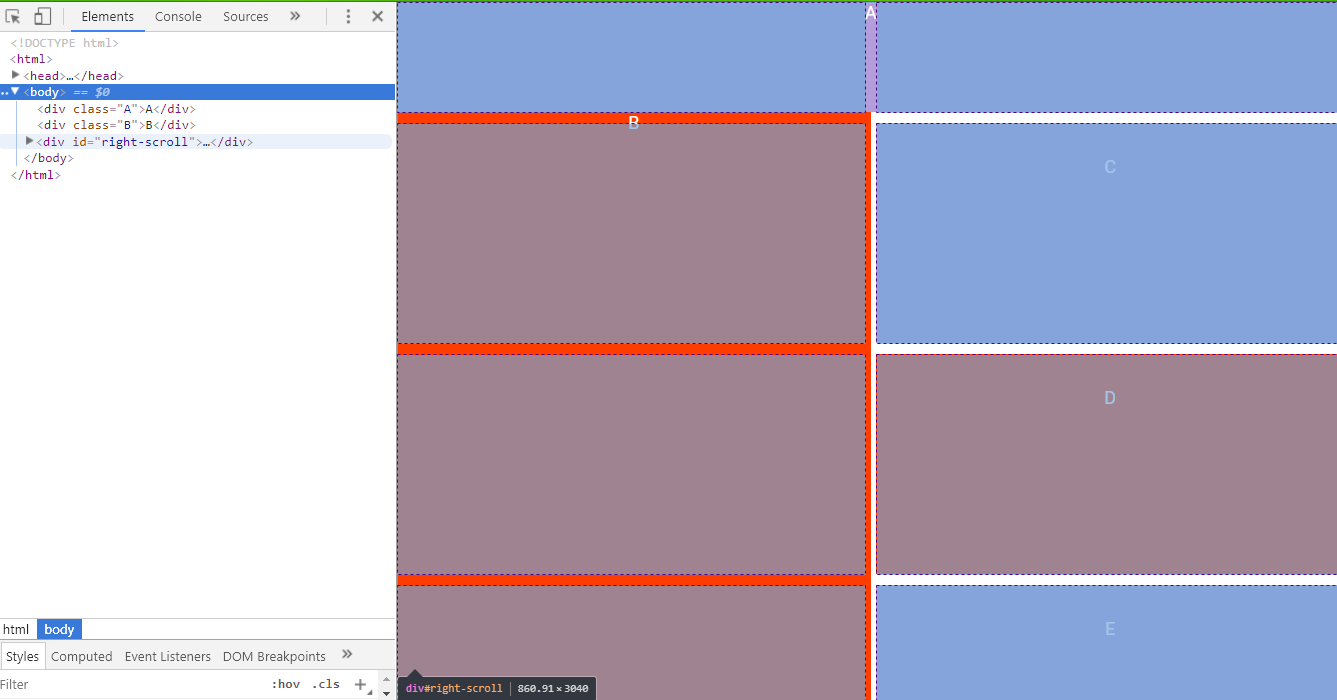 Elements Console Sources »
<!DOCTYPE html>
<html>
<head>…</head>
<body> == $0
<div class="A">A</div>
<div class="B">B</div>
<div id="right-scroll">…</div>
</body>
</html>
html body
Styles Computed Event Listeners DOM Breakpoints »
Filter :hov .cls +
A
B
C
D
E
div#right-scroll | 860.91 × 3040